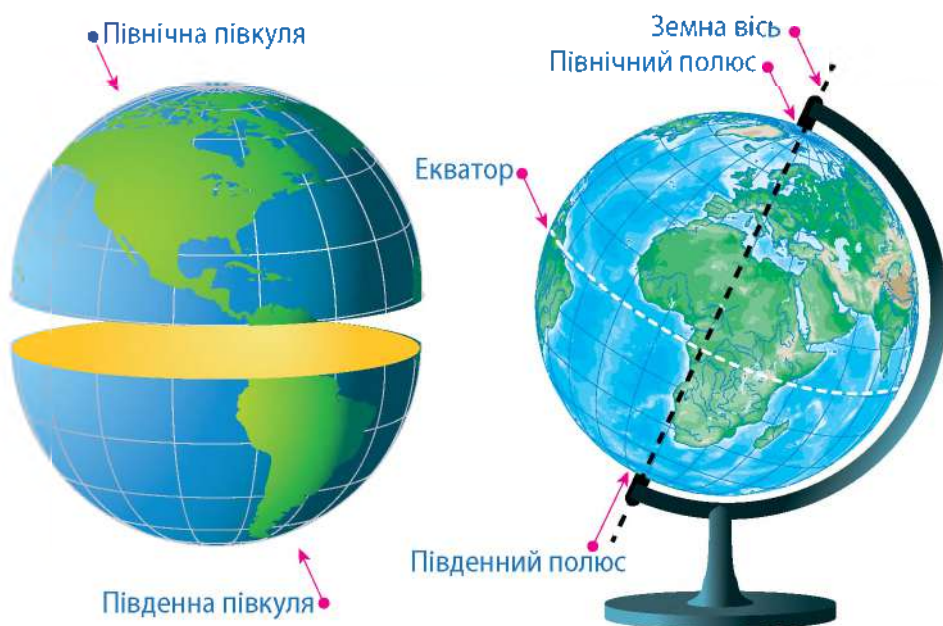 Північна півкуля
Земна вісь
Північний полюс
Екватор
Південний полюс
Південна півкуля